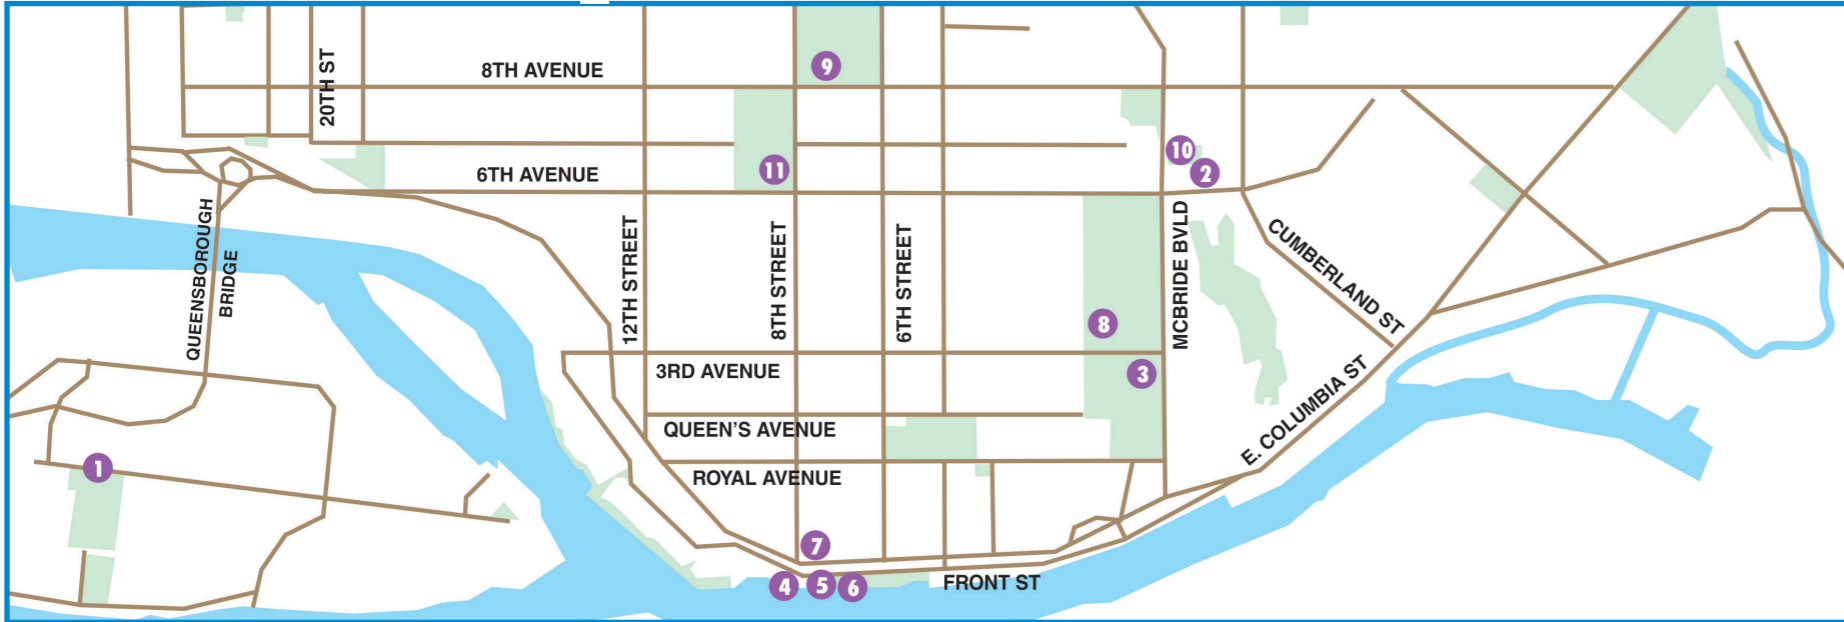 20TH ST
8TH AVENUE
9
6TH AVENUE
11
10
2
QUEENSBOROUGH
BRIDGE
12TH STREET
8TH STREET
6TH STREET
MCBRIDE BVLD
CUMBERLAND ST
8
3RD AVENUE
3
QUEEN'S AVENUE
E. COLUMBIA ST
1
ROYAL AVENUE
7
4
5
6
FRONT ST